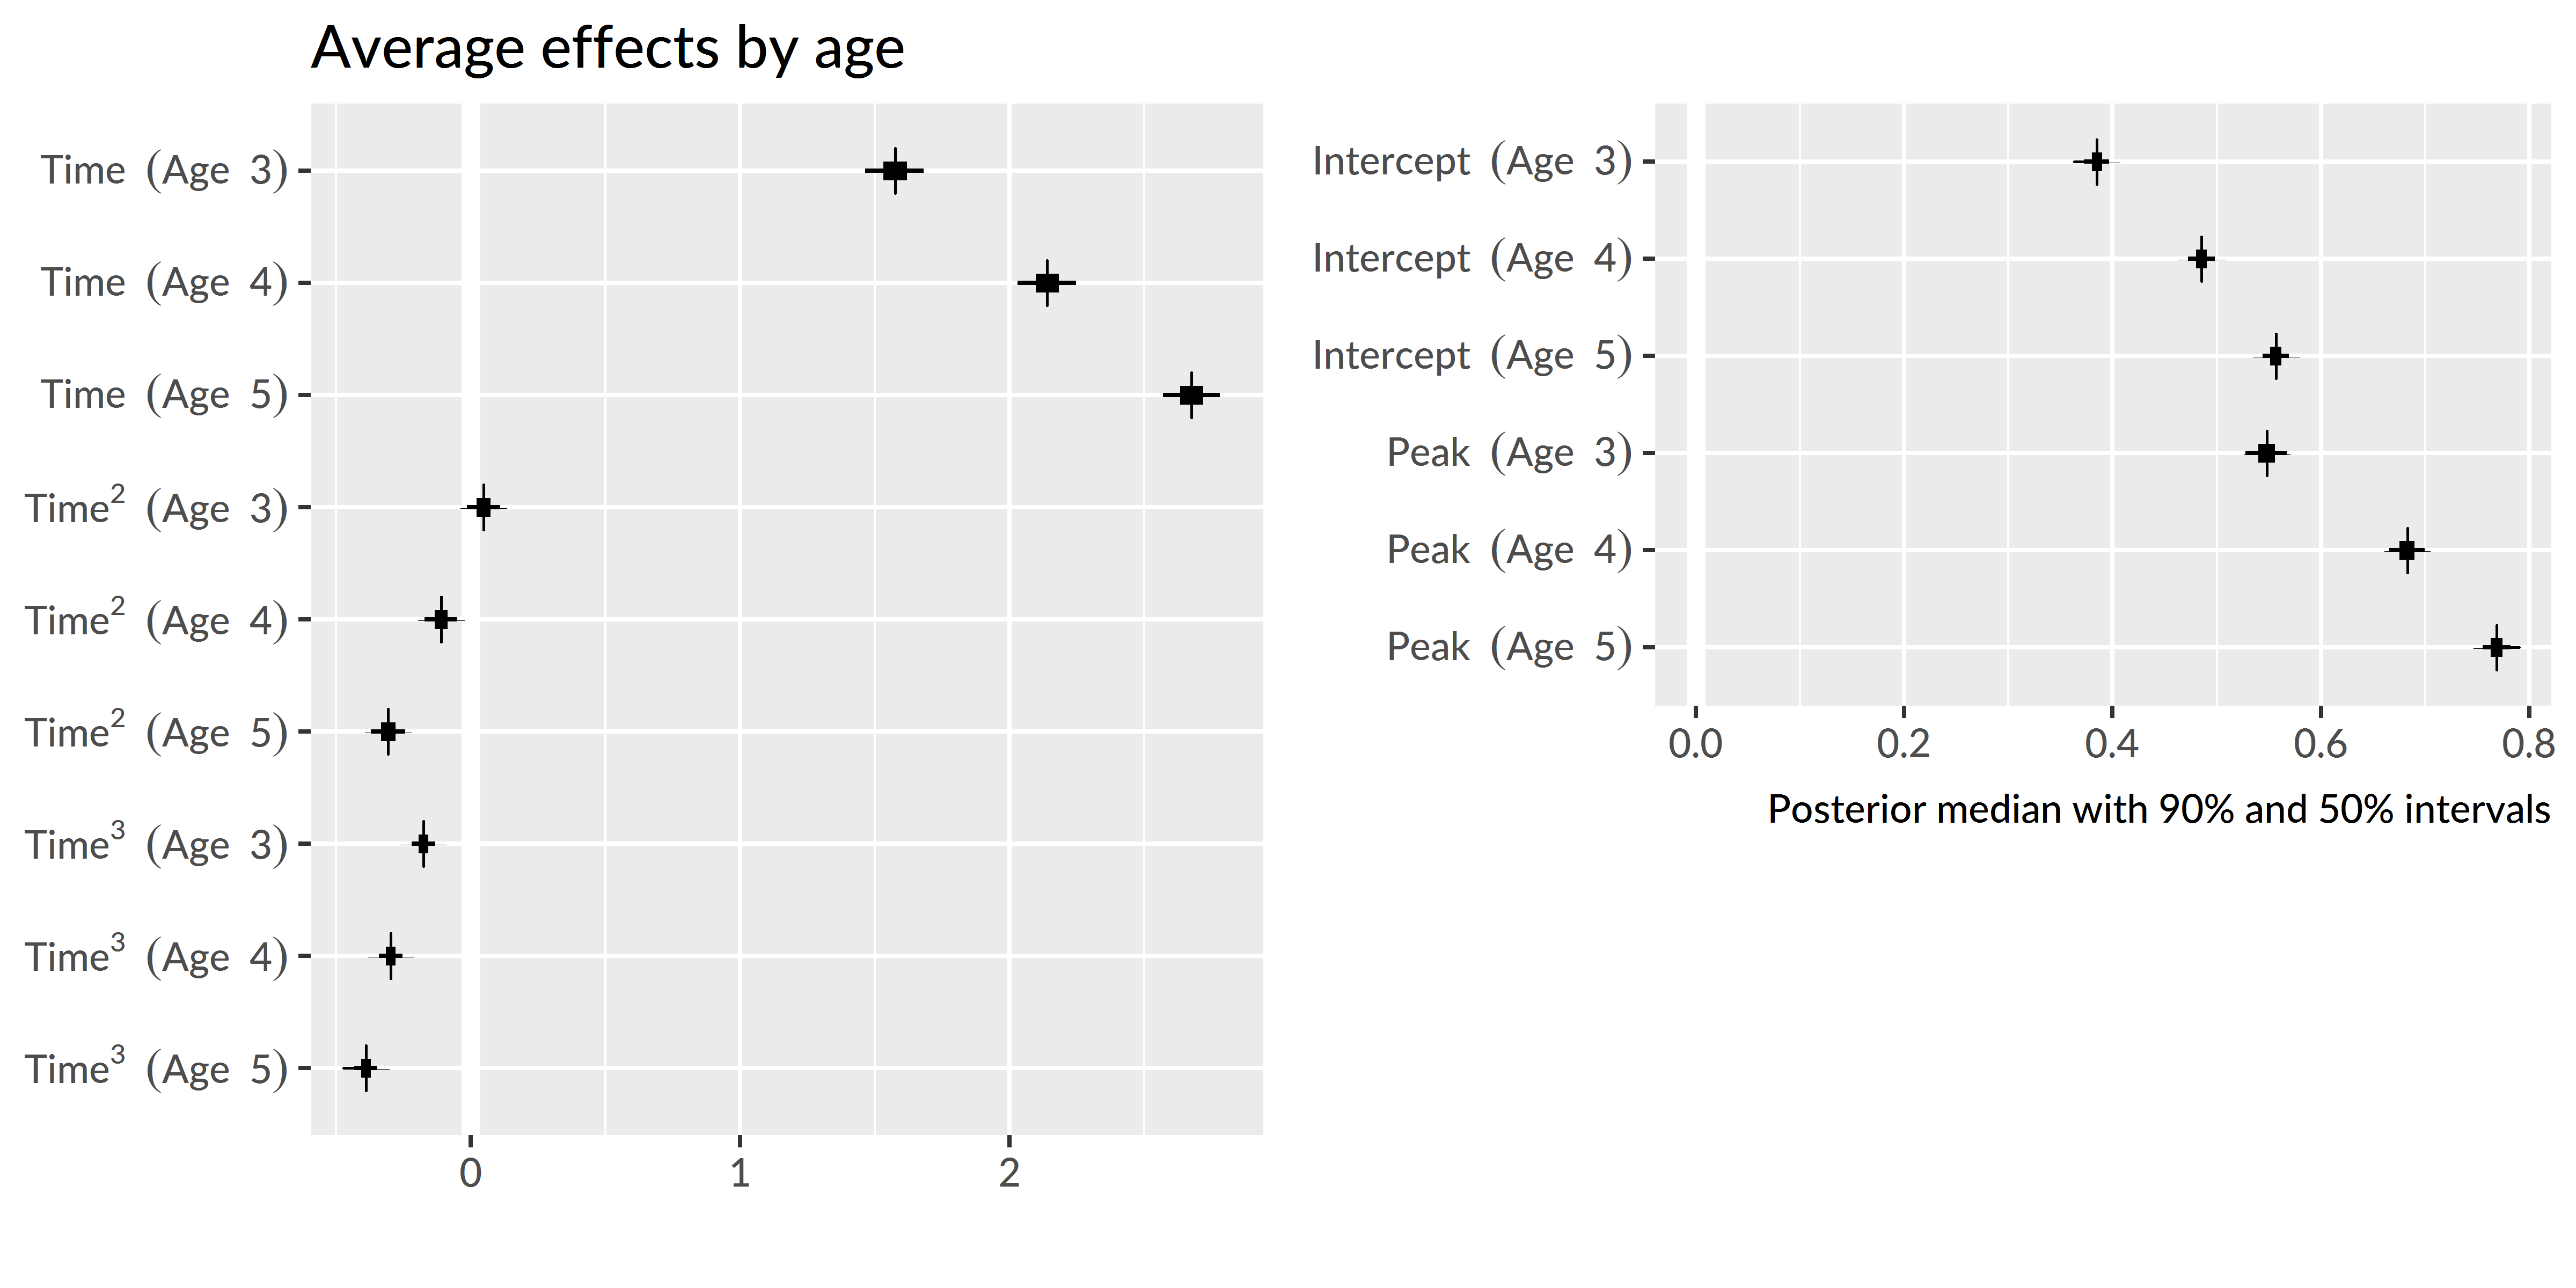 Average effects by age
Time (Age 3)
Time (Age 4)
Time (Age 5)
Time² (Age 3)
Time² (Age 4)
Time² (Age 5)
Time³ (Age 3)
Time³ (Age 4)
Time³ (Age 5)
0 1 2
Intercept (Age 3)
Intercept (Age 4)
Intercept (Age 5)
Peak (Age 3)
Peak (Age 4)
Peak (Age 5)
0.0 0.2 0.4 0.6 0.8
Posterior median with 90% and 50% intervals